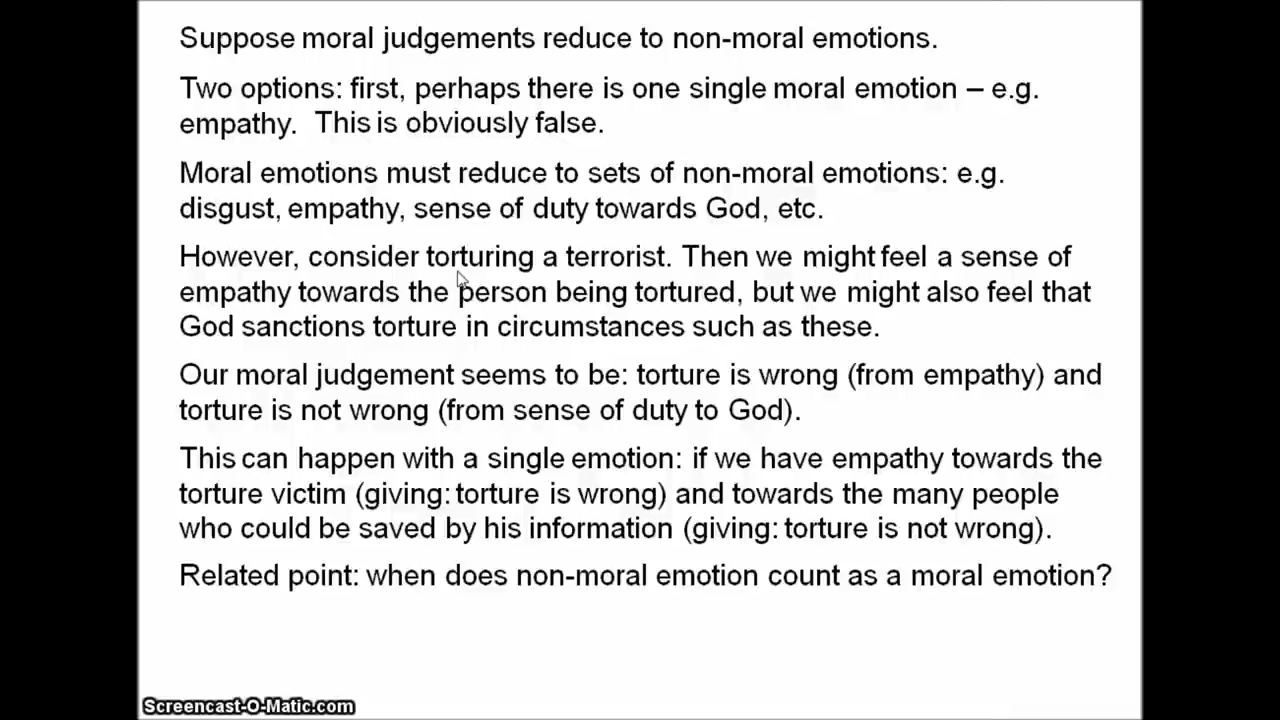 Suppose moral judgements reduce to non-moral emotions.
Two options: first, perhaps there is one single moral emotion – e.g.
empathy. This is obviously false.
Moral emotions must reduce to sets of non-moral emotions: e.g.
disgust, empathy, sense of duty towards God, etc.
However, consider torturing a terrorist. Then we might feel a sense of
empathy towards the person being tortured, but we might also feel that
God sanctions torture in circumstances such as these.
Our moral judgement seems to be: torture is wrong (from empathy) and
torture is not wrong (from sense of duty to God).
This can happen with a single emotion: if we have empathy towards the
torture victim (giving: torture is wrong) and towards the many people
who could be saved by his information (giving: torture is not wrong).
Related point: when does non-moral emotion count as a moral emotion?
Screencast-O-Matic.com